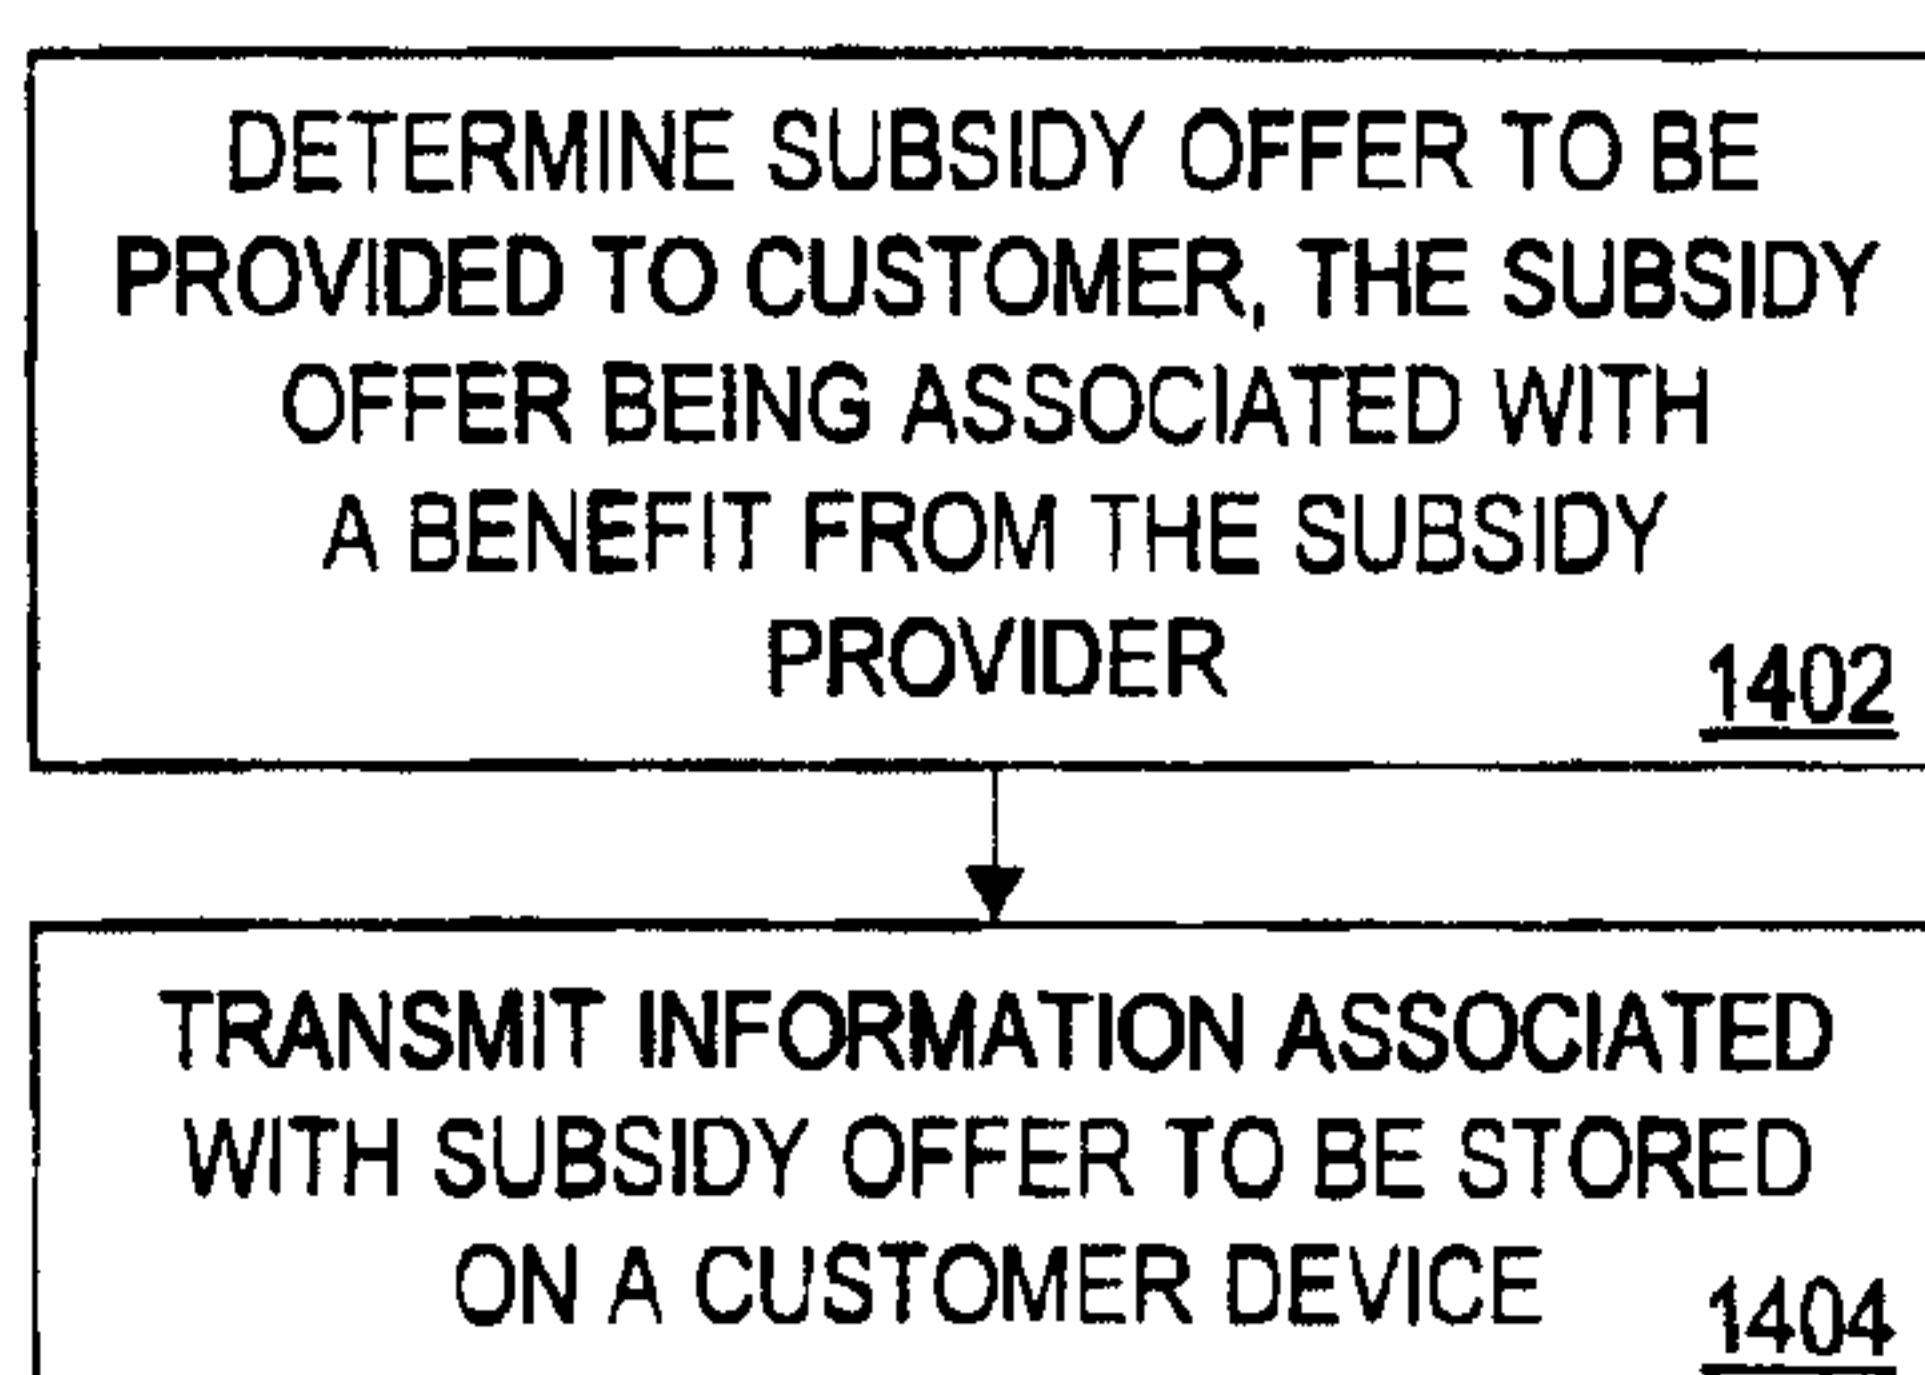 DETERMINE SUBSIDY OFFER TO BE
PROVIDED TO CUSTOMER, THE SUBSIDY
OFFER BEING ASSOCIATED WITH
A BENEFIT FROM THE SUBSIDY
PROVIDER
1402
TRANSMIT INFORMATION ASSOCIATED
WITH SUBSIDY OFFER TO BE STORED
ON A CUSTOMER DEVICE
1404